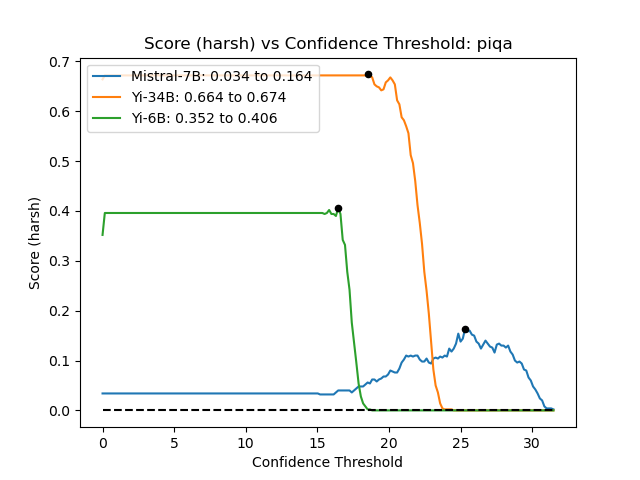 Score (harsh) vs Confidence Threshold: piqa
Mistral-7B: 0.034 to 0.164
Yi-34B: 0.664 to 0.674
Yi-6B: 0.352 to 0.406
Score (harsh)
0.7
0.6
0.5
0.4
0.3
0.2
0.1
0.0
0 5 10 15 20 25 30
Confidence Threshold